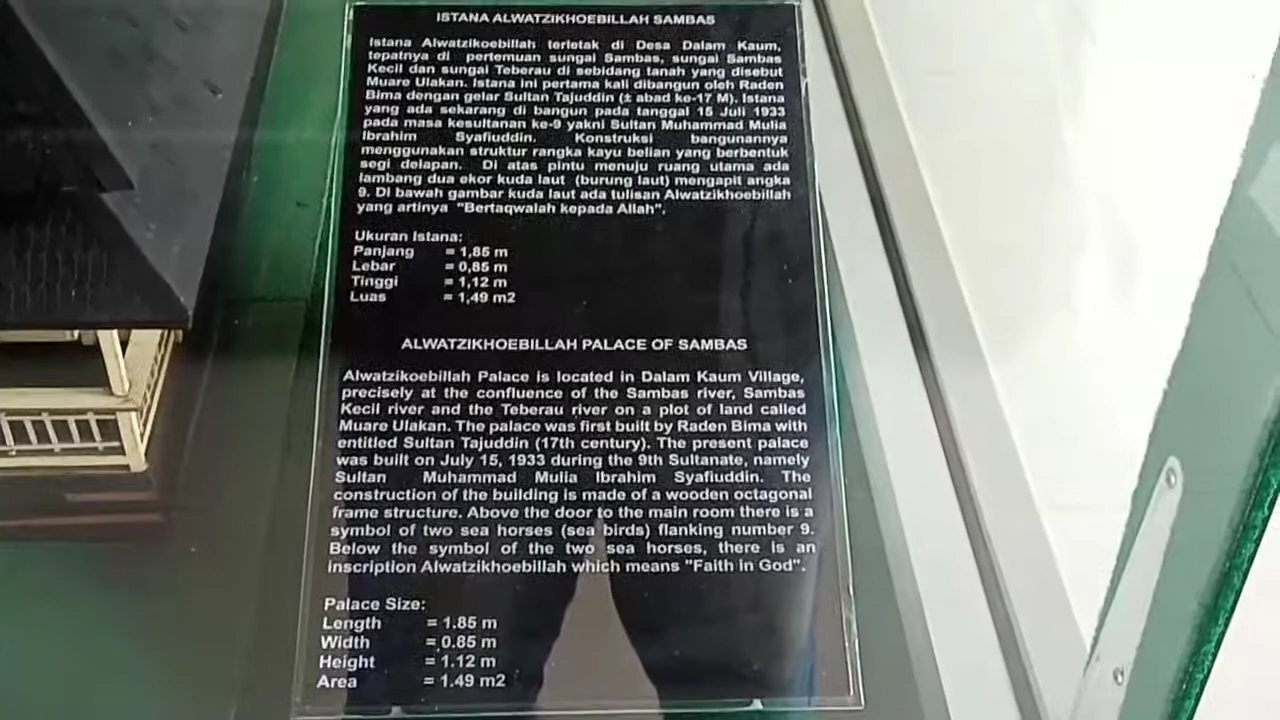 ISTANA ALWATZIKHOEBILLAH SAMBAS
Istana Alwatzikoebillah terletak di Desa Dalam Kaum,
tepatnya di pertemuan sungai Sambas, sungai Sambas
Kecil dan sungai Teberau di sebidang tanah yang disebut
Muare Ulakan. Istana ini pertama kali dibangun oleh Raden
Bima dengan gelar Sultan Tajuddin (± abad ke-17 M). Istana
yang ada sekarang di bangun pada tanggal 15 Juli 1933
pada masa kesultanan ke-9 yakni Sultan Muhammad Mulia
Ibrahim Syafiuddin. Konstruksi bangunannya
menggunakan struktur rangka kayu belian yang berbentuk
segi delapan. Di atas pintu menuju ruang utama ada
lambang dua ekor kuda laut (burung laut) mengapit angka
9. Di bawah gambar kuda laut ada tulisan Alwatzikhoebillah
yang artinya "Bertaqwalah kepada Allah".
Ukuran Istana:
Panjang = 1,85 m
Lebar = 0,85 m
Tinggi = 1,12 m
Luas = 1,49 m2
ALWATZIKHOEBILLAH PALACE OF SAMBAS
Alwatzikoebillah Palace is located in Dalam Kaum Village,
precisely at the confluence of the Sambas river, Sambas
Kecil river and the Teberau river on a plot of land called
Muare Ulakan. The palace was first built by Raden Bima with
entitled Sultan Tajuddin (17th century). The present palace
was built on July 15, 1933 during the 9th Sultanate, namely
Sultan Muhammad Mulia Ibrahim Syafiuddin. The
construction of the building is made of a wooden octagonal
frame structure. Above the door to the main room there is a
symbol of two sea horses (sea birds) flanking number 9.
Below the symbol of the two sea horses, there is an
inscription Alwatzikhoebillah which means "Faith in God".
Palace Size:
Length = 1.85 m
Width = 0.85 m
Height = 1.12 m
Area = 1.49 m2